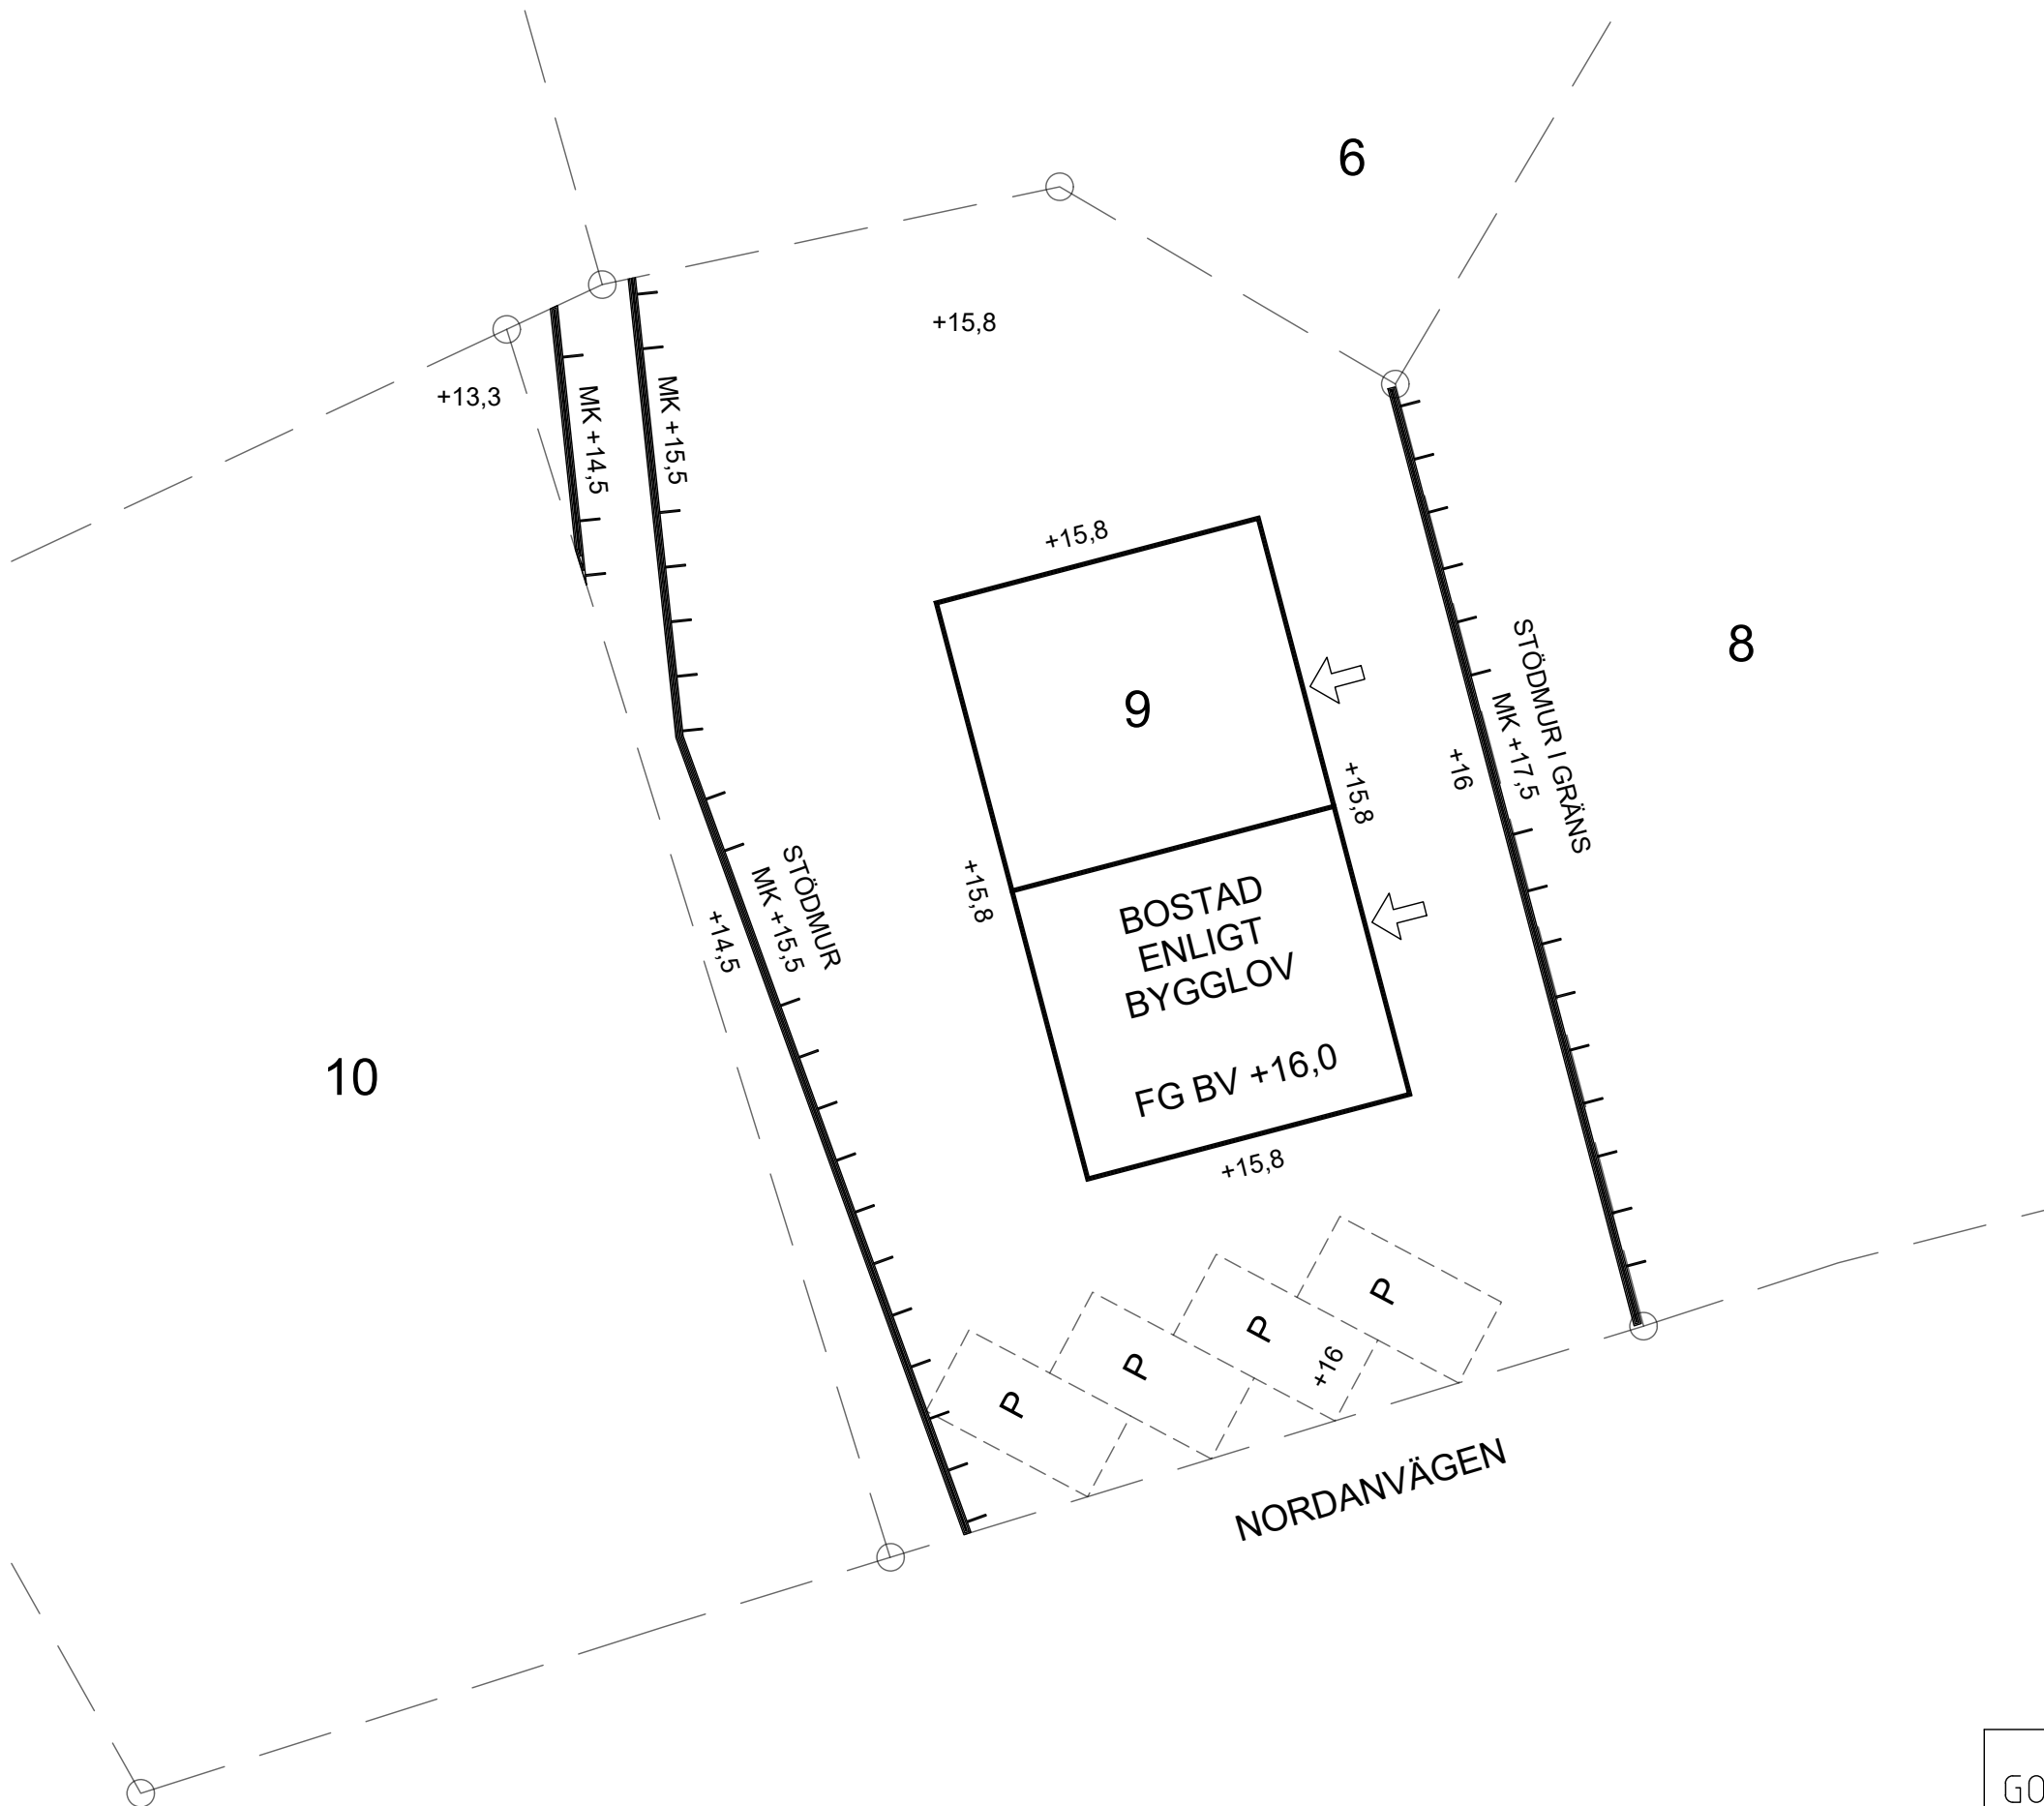 6
+15,8
+13,3
MK +14,5
MK +15,5
+15,8
8
9
STÖDMUR I GRÄNS
MK +17,5
+16
+15,8
+15,8
STÖDMUR
MK +15,5
+14,5
BOSTAD
ENLIGT
BYGGLOV
FG BV +16,0
10
+15,8
P
P
P
P
+16
NORDANVÄGEN
GO